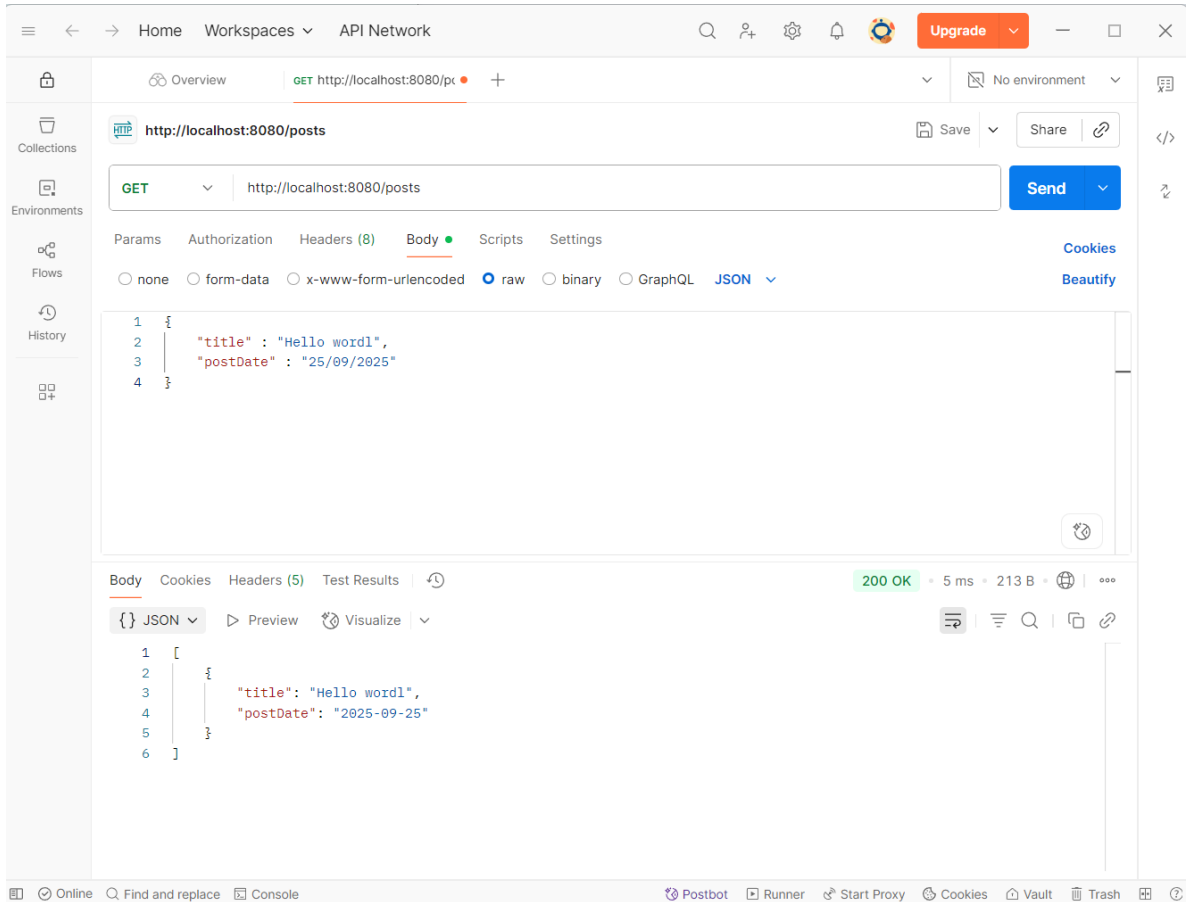 Home Workspaces API Network Upgrade
Overview GET http://localhost:8080/pc No environment
HTTP http://localhost:8080/posts Save Share
Collections
GET http://localhost:8080/posts Send
Environments
Params Authorization Headers (8) Body Scripts Settings Cookies
Flows
none form-data x-www-form-urlencoded raw binary GraphQL JSON Beautify
History
1 {
2 "title" : "Hello wordl",
3 "postDate" : "25/09/2025"
4 }
Body Cookies Headers (5) Test Results 200 OK 5 ms 213 B
{} JSON Preview Visualize
1 [
2 {
3 "title": "Hello wordl",
4 "postDate": "2025-09-25"
5 }
6 ]
Online Find and replace Console Postbot Runner Start Proxy Cookies Vault Trash